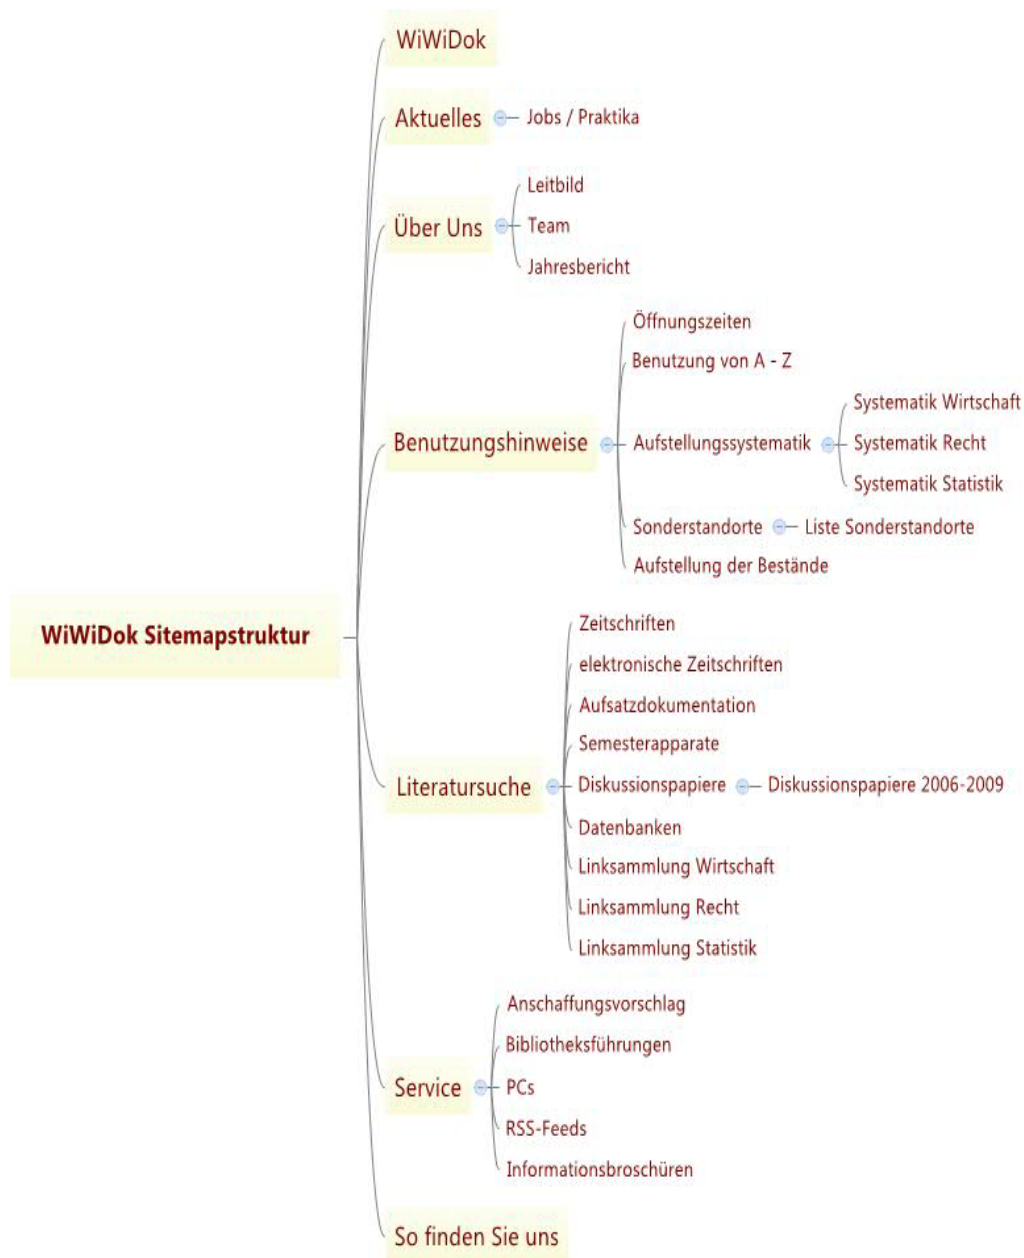 WiWiDok Sitemapstruktur
WiWiDok
Aktuelles
Jobs / Praktika
Über Uns
Leitbild
Team
Jahresbericht
Benutzungshinweise
Öffnungszeiten
Benutzung von A - Z
Aufstellungssystematik
Systematik Wirtschaft
Systematik Recht
Systematik Statistik
Sonderstandorte
Liste Sonderstandorte
Aufstellung der Bestände
Literatursuche
Zeitschriften
elektronische Zeitschriften
Aufsatzdokumentation
Semesterapparate
Diskussionspapiere
Diskussionspapiere 2006-2009
Datenbanken
Linksammlung Wirtschaft
Linksammlung Recht
Linksammlung Statistik
Service
Anschaffungsvorschlag
Bibliotheksführungen
PCs
RSS-Feeds
Informationsbroschüren
So finden Sie uns